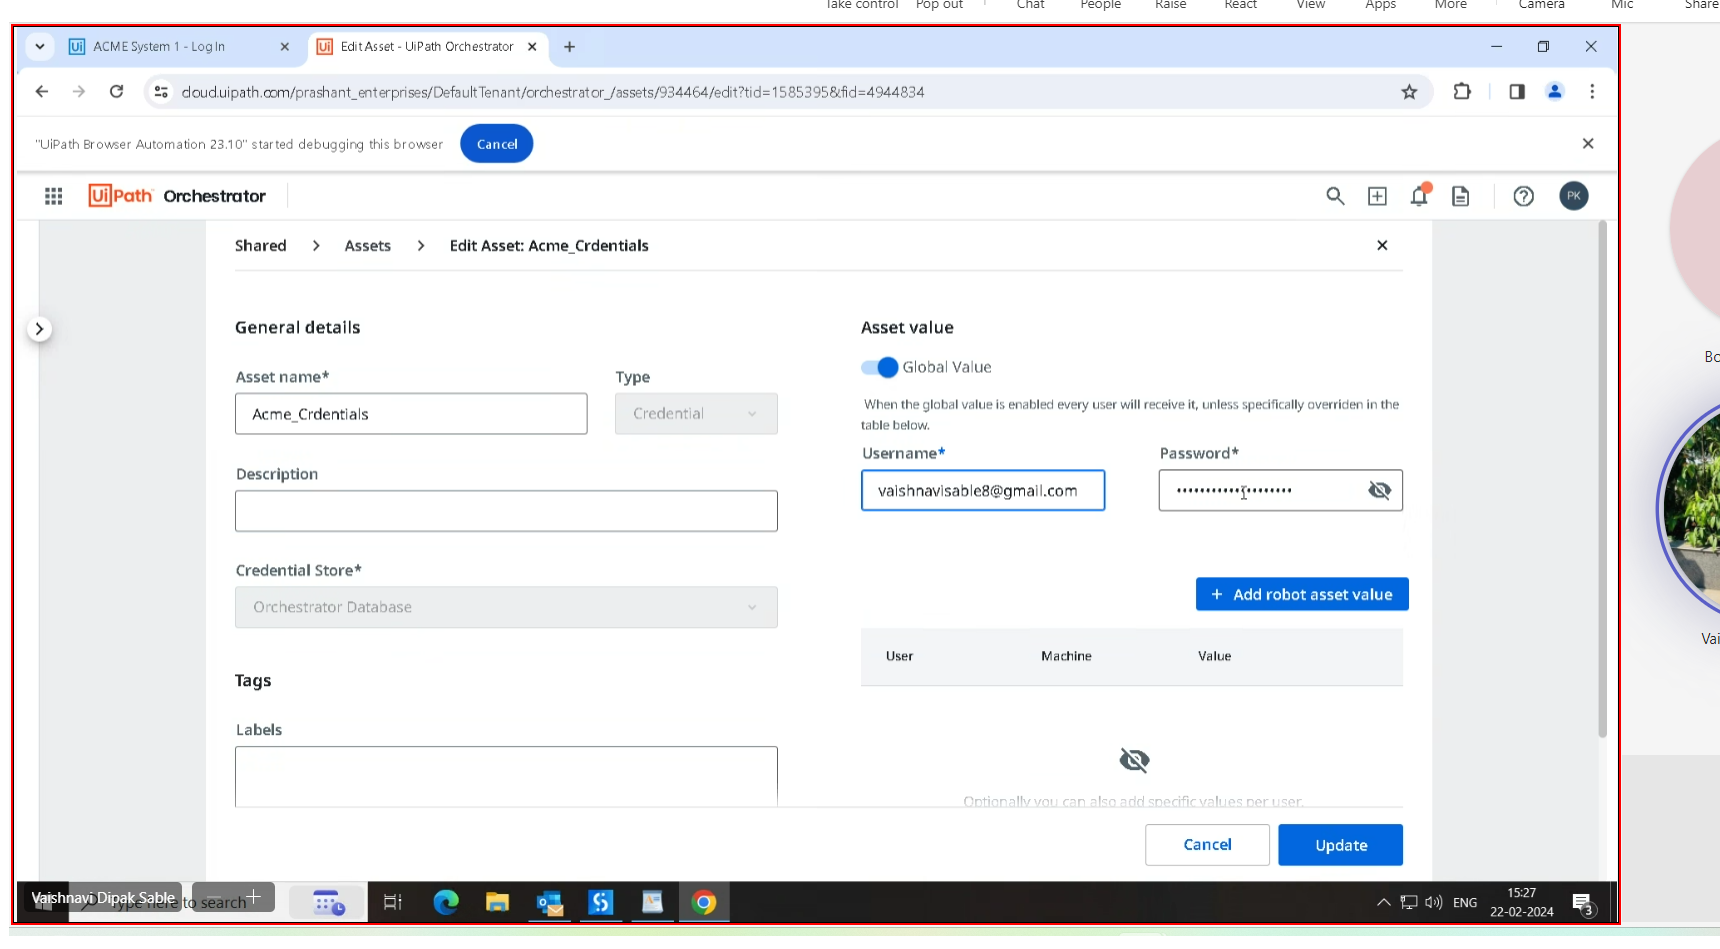 Take control Pop out Chat People Raise React View Apps More Camera Mic Share
ACME System 1 - Log In
Edit Asset - UiPath Orchestrator
cloud.uipath.com/prashant_enterprises/DefaultTenant/orchestrator_/assets/934464/edit?tid=1585395&fid=4944834
"UiPath Browser Automation 23.10" started debugging this browser Cancel
UiPath Orchestrator PK
Shared > Assets > Edit Asset: Acme_Crdentials
General details
Asset name* Type
Acme_Crdentials Credential
Description
Credential Store*
Orchestrator Database
Tags
Labels
Asset value
Global Value
When the global value is enabled every user will receive it, unless specifically overriden in the
table below.
Username* Password*
vaishnavisable8@gmail.com
+ Add robot asset value
User Machine Value
Optionally you can also add specific values per user.
Cancel Update
Vaishnavi Dipak Sable
Type here to search
ENG
15:27
22-02-2024
3
Bo
Vai